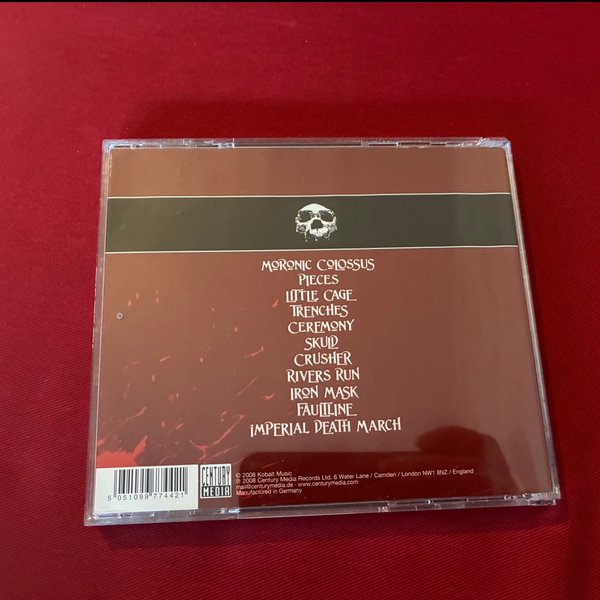 MORONIC COLOSSUS
PIECES
LITTLE CAGE
TRENCHES
CEREMONY
SKULD
CRUSHER
RIVERS RUN
IRON MASK
FAULTLINE
IMPERIAL DEATH MARCH
5 051099 774421
CENTURY
MEDIA
© 2008 Kobalt Music
℗ 2008 Century Media Records Ltd. 6 Water Lane / Camden / London NW1 8NZ / England
mail@centurymedia.de · www.centurymedia.com
Manufactured in Germany